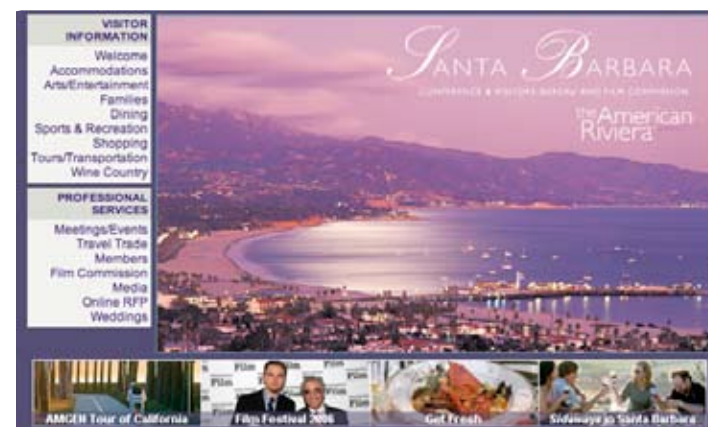 VISITOR
INFORMATION
Welcome
Accommodations
Arts/Entertainment
Families
Dining
Sports & Recreation
Shopping
Tours/Transportation
Wine Country
PROFESSIONAL
SERVICES
Meetings/Events
Travel Trade
Members
Film Commission
Media
Online RFP
Weddings
SANTA BARBARA
CONFERENCE & VISITORS BUREAU AND FILM COMMISSION
the American
Riviera
Film
Film
AMGEN Tour of California
Film Festival 2006
Get Fresh
Sideways in Santa Barbara